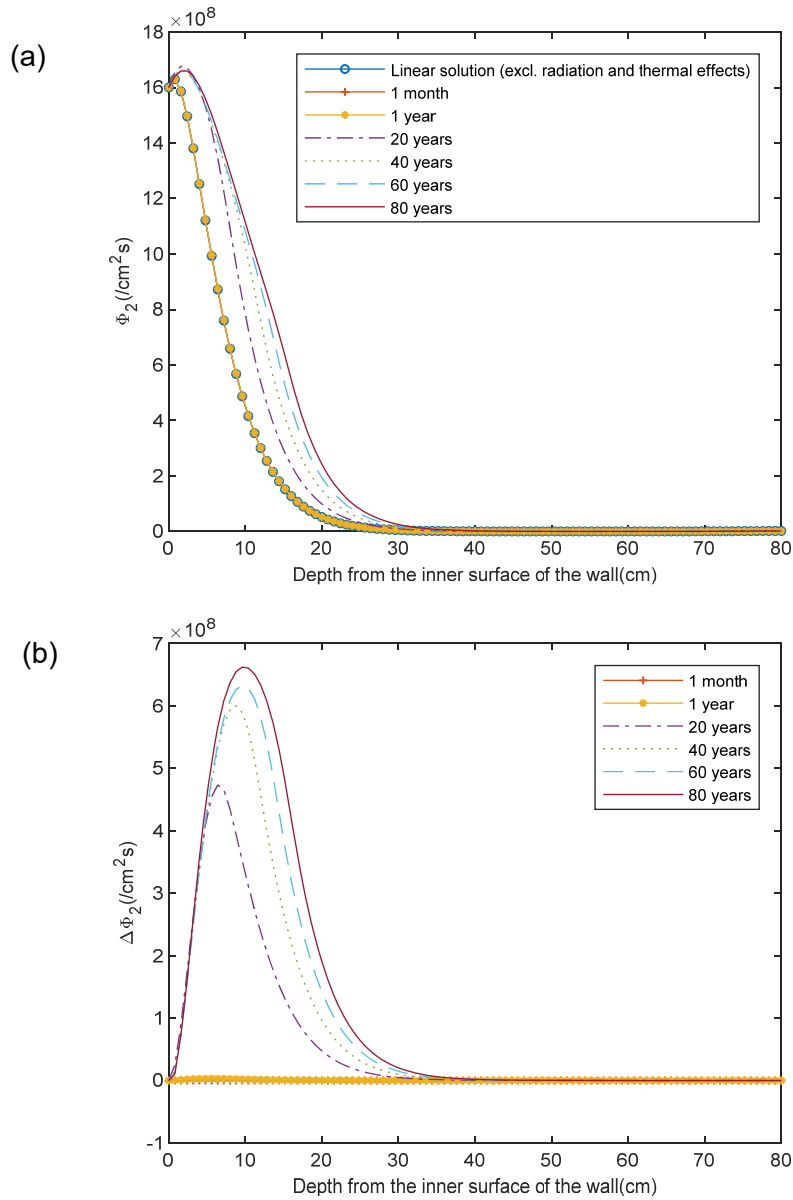 (a)
×10⁸
18
16
14
12
10
8
6
4
2
0
Φ₂(/cm²s)
Linear solution (excl. radiation and thermal effects)
1 month
1 year
20 years
40 years
60 years
80 years
0 10 20 30 40 50 60 70 80
Depth from the inner surface of the wall(cm)
(b)
×10⁸
7
6
5
4
3
2
1
0
-1
ΔΦ₂(/cm²s)
1 month
1 year
20 years
40 years
60 years
80 years
0 10 20 30 40 50 60 70 80
Depth from the inner surface of the wall(cm)